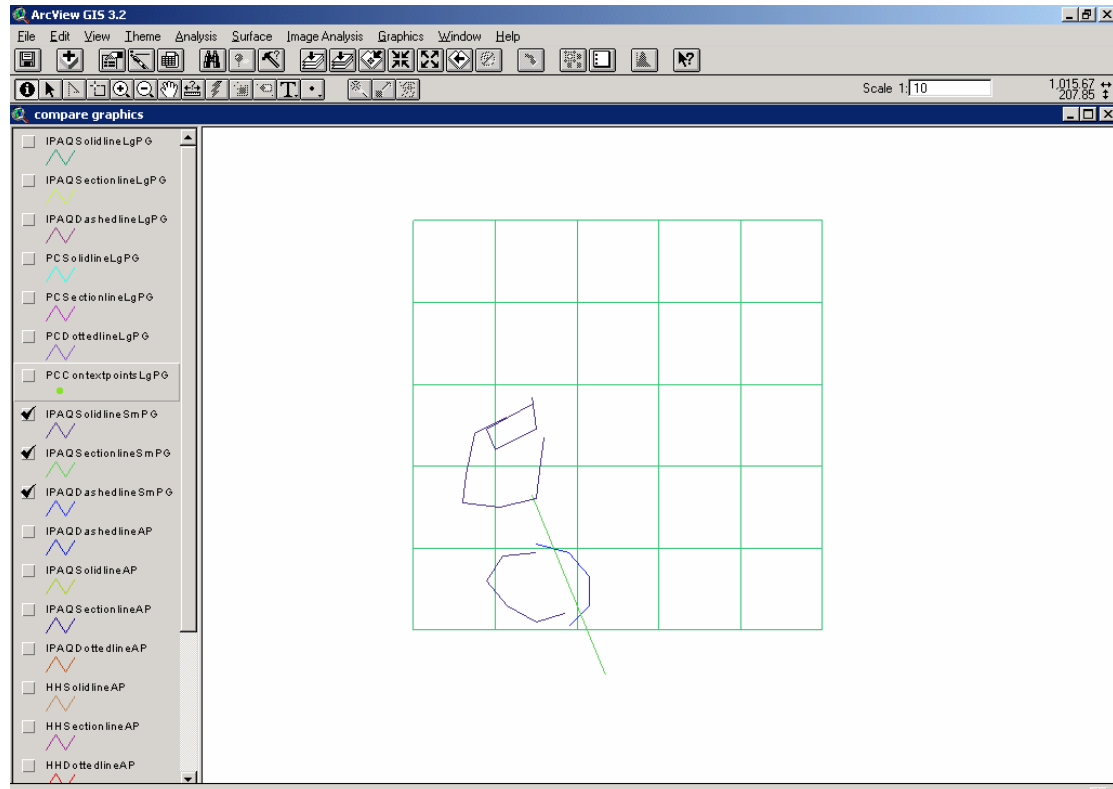 ArcView GIS 3.2
File Edit View Theme Analysis Surface Image Analysis Graphics Window Help
T
Scale 1: 10
1,015.67
207.85
compare graphics
IPAQSolidlineLgPG
IPAQSectionlineLgPG
IPAQDashedlineLgPG
PCSolidlineLgPG
PCSectionlineLgPG
PCDottedlineLgPG
PCContextpointsLgPG
IPAQSolidlineSmPG
IPAQSectionlineSmPG
IPAQDashedlineSmPG
IPAQDashedlineAP
IPAQSolidlineAP
IPAQSectionlineAP
IPAQDottedlineAP
HHSolidlineAP
HHSectionlineAP
HHDottedlineAP